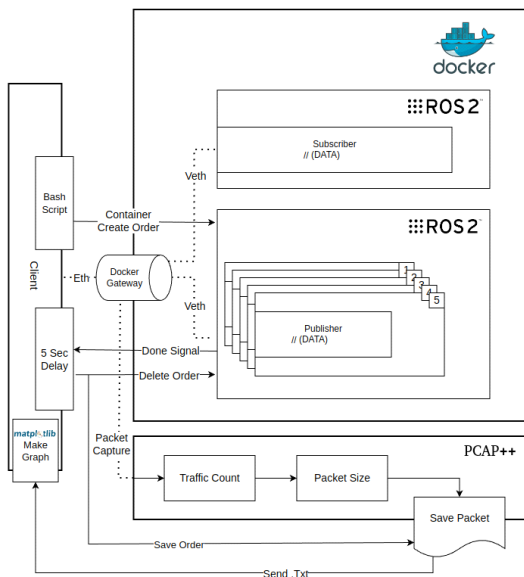 docker
ROS 2
Subscriber
// (DATA)
Veth
Bash
Script
Container
Create Order
ROS 2
Client
Eth
Docker
Gateway
Veth
1
2
3
4
5
Publisher
// (DATA)
5 Sec
Delay
Done Signal
Delete Order
matplotlib
Make
Graph
Packet
Capture
PCAP++
Traffic Count
Packet Size
Save Packet
Save Order
Send .Txt